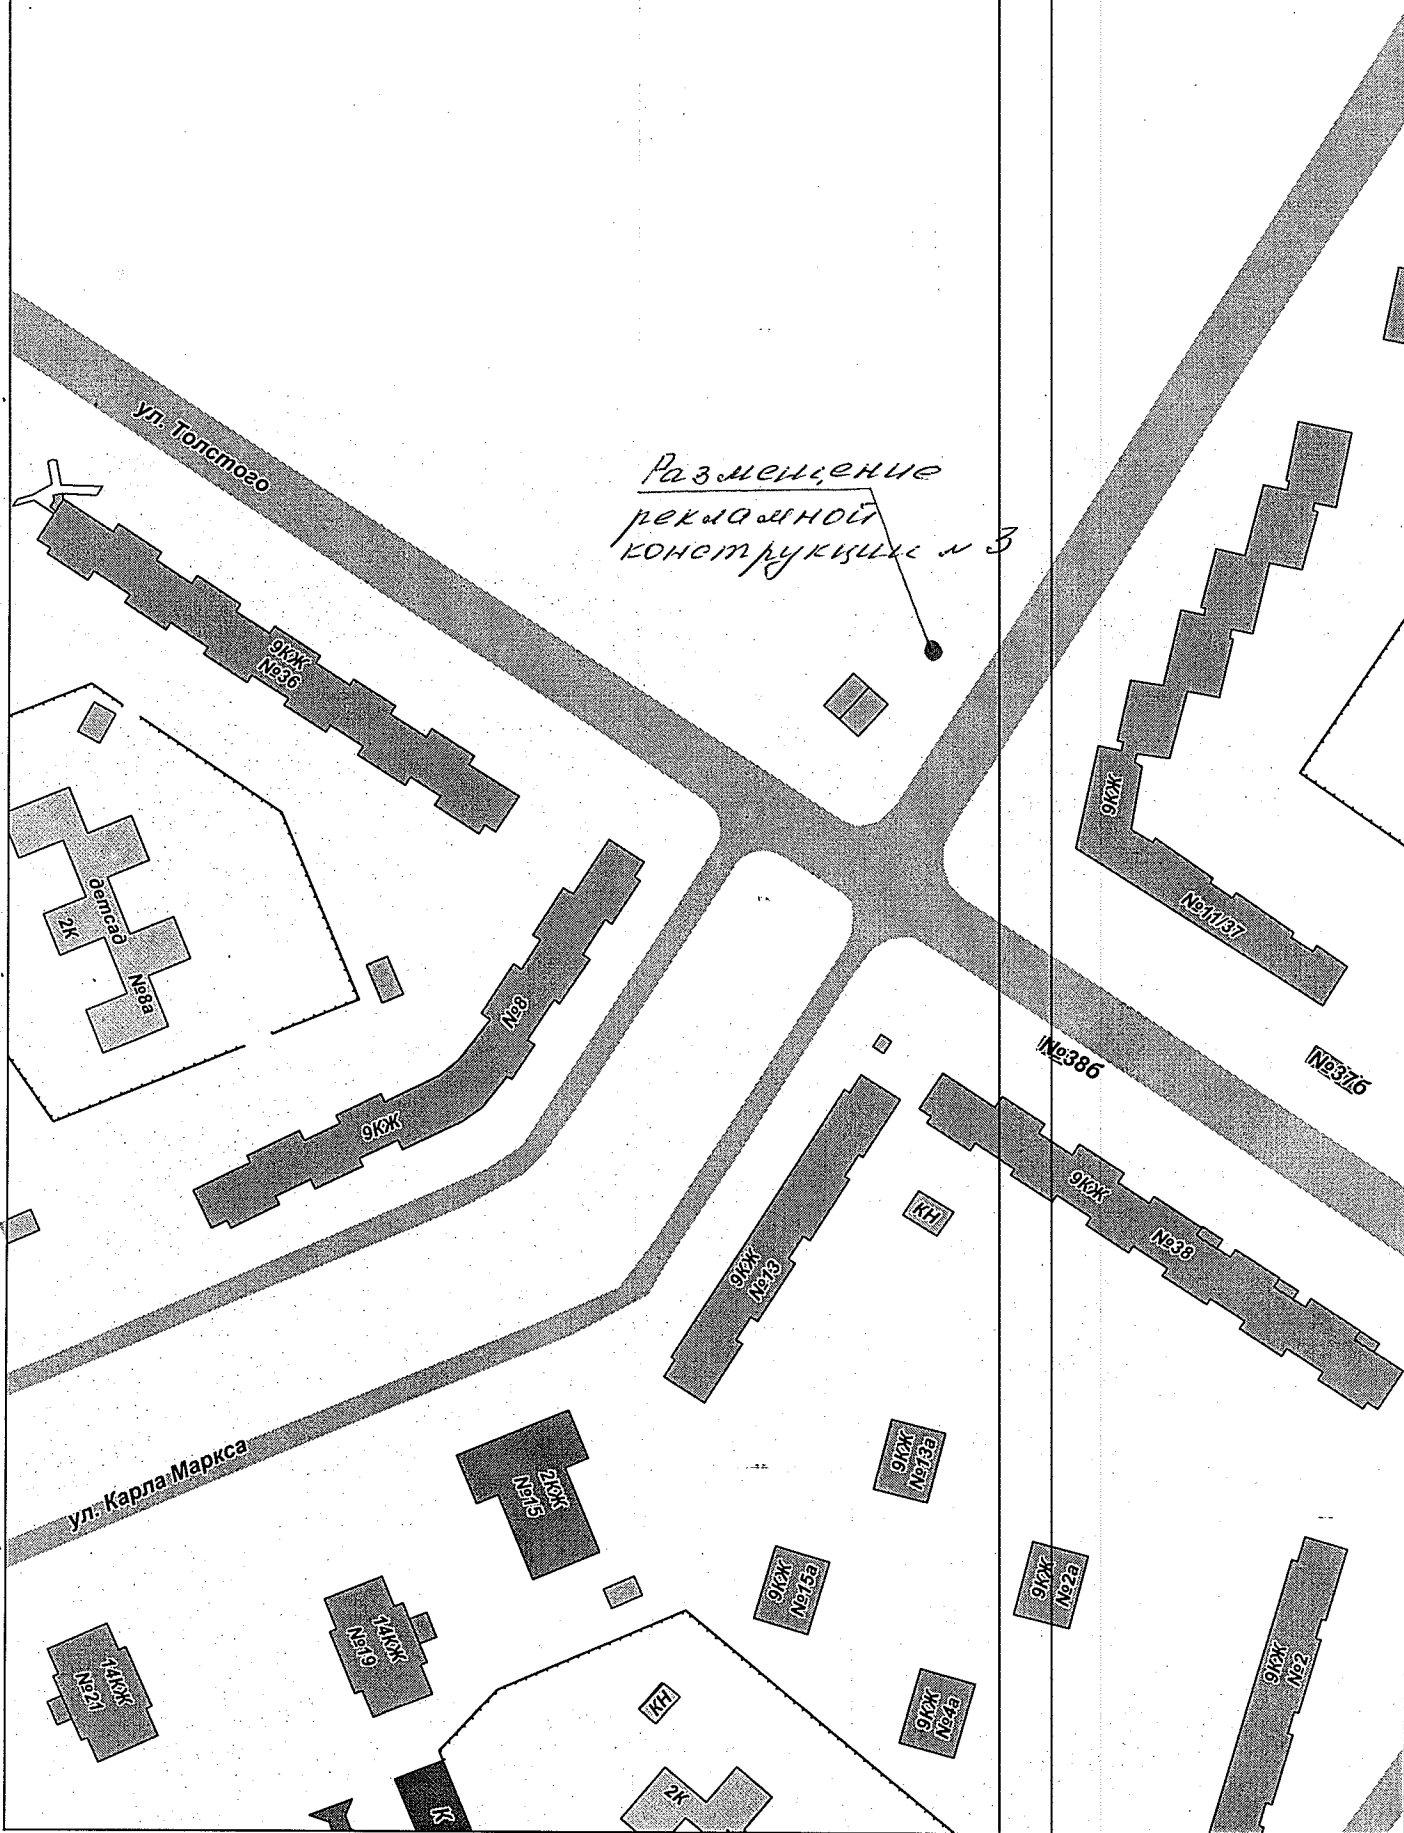 ул. Толстого
Размещение
рекламной
конструкции № 3
9КЖ
№36
9КЖ
детсад
2К
№8а
№11/37
№8
№38б
№37б
9КЖ
9КЖ
КН
№38
9КЖ
№13
ул. Карла Маркса
9КЖ
№13а
2КЖ
№15
9КЖ
№15а
9КЖ
№2а
14КЖ
№19
14КЖ
№21
9КЖ
№2
КН
9КЖ
№4а
2К
К